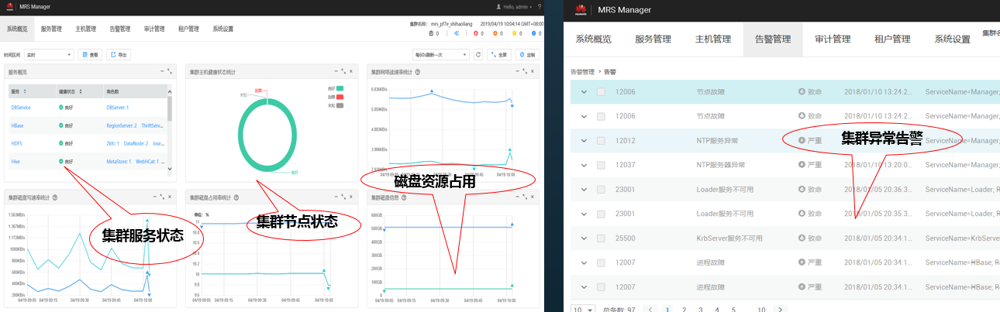 HUAWEI MRS Manager
Hello, admin ?
系统概览 服务管理 主机管理 告警管理 审计管理 租户管理 系统设置
集群名称: mrs_pf7e_shihaoliang 2019/04/19 10:04:14 GMT+08:00
0 0 0 0 0
时间区间 实时 查看 导出
每60s刷新一次 全屏 定制
服务概览
服务 健康状态 角色数
DBService 良好 DBServer: 1
HBase 良好 RegionServer: 2 ThriftServ...
HDFS 良好 Zkfc: 1 DataNode: 2 Jour...
Hive 良好 MetaStore: 1 WebHCat: 1 ...
集群主机健康状态统计
故障
未知
良好
良好
故障
未知
集群网络读速率统计
6.836KB/s
5.859KB/s
4.883KB/s
3.906KB/s
04/19 09:30 04/19 09:45 04/19 10:00
集群磁盘写速率统计
1.563MB/s
1.367MB/s
1000KB/s
800KB/s
600KB/s
400KB/s
200KB/s
04/19 09:05 04/19 09:15 04/19 09:30 04/19 09:45 04/19 10:00
集群磁盘占用率统计
单位: %
11
10.8
10.6
10.4
10.2
10
9.8
9.6
04/19 09:05 04/19 09:15 04/19 09:30 04/19 09:45 04/19 10:00
集群磁盘信息
600GB
500GB
400GB
300GB
200GB
100GB
0
04/19 09:05 04/19 09:15 04/19 09:30 04/19 09:45 04/19 10:00
集群服务状态
集群节点状态
磁盘资源占用
HUAWEI MRS Manager
系统概览 服务管理 主机管理 告警管理 审计管理 租户管理 系统设置 集群名
告警管理 > 告警
12006 节点故障 致命 2018/01/10 13:24:2... ServiceName=Manager;
12006 节点故障 致命 2018/01/10 13:24:2... ServiceName=Manager;
12012 NTP服务异常 严重 ServiceName=Manager;
12037 NTP服务器异常 严重 2018/01/10 13:20:0... ServiceName=Manager;
23001 Loader服务不可用 致命 2018/01/05 20:36:3... ServiceName=Loader; R
23001 Loader服务不可用 致命 2018/01/05 20:35:3... ServiceName=Loader; R
25500 KrbServer服务不可用 致命 2018/01/05 20:34:1... ServiceName=KrbServer
12007 进程故障 严重 2018/01/05 20:34:1... ServiceName=HBase; Ro
12007 进程故障 严重 2018/01/05 20:34:1... ServiceName=HBase; Ro
集群异常告警
10 总条数: 97 < 1 2 3 4 5 ... 10 >